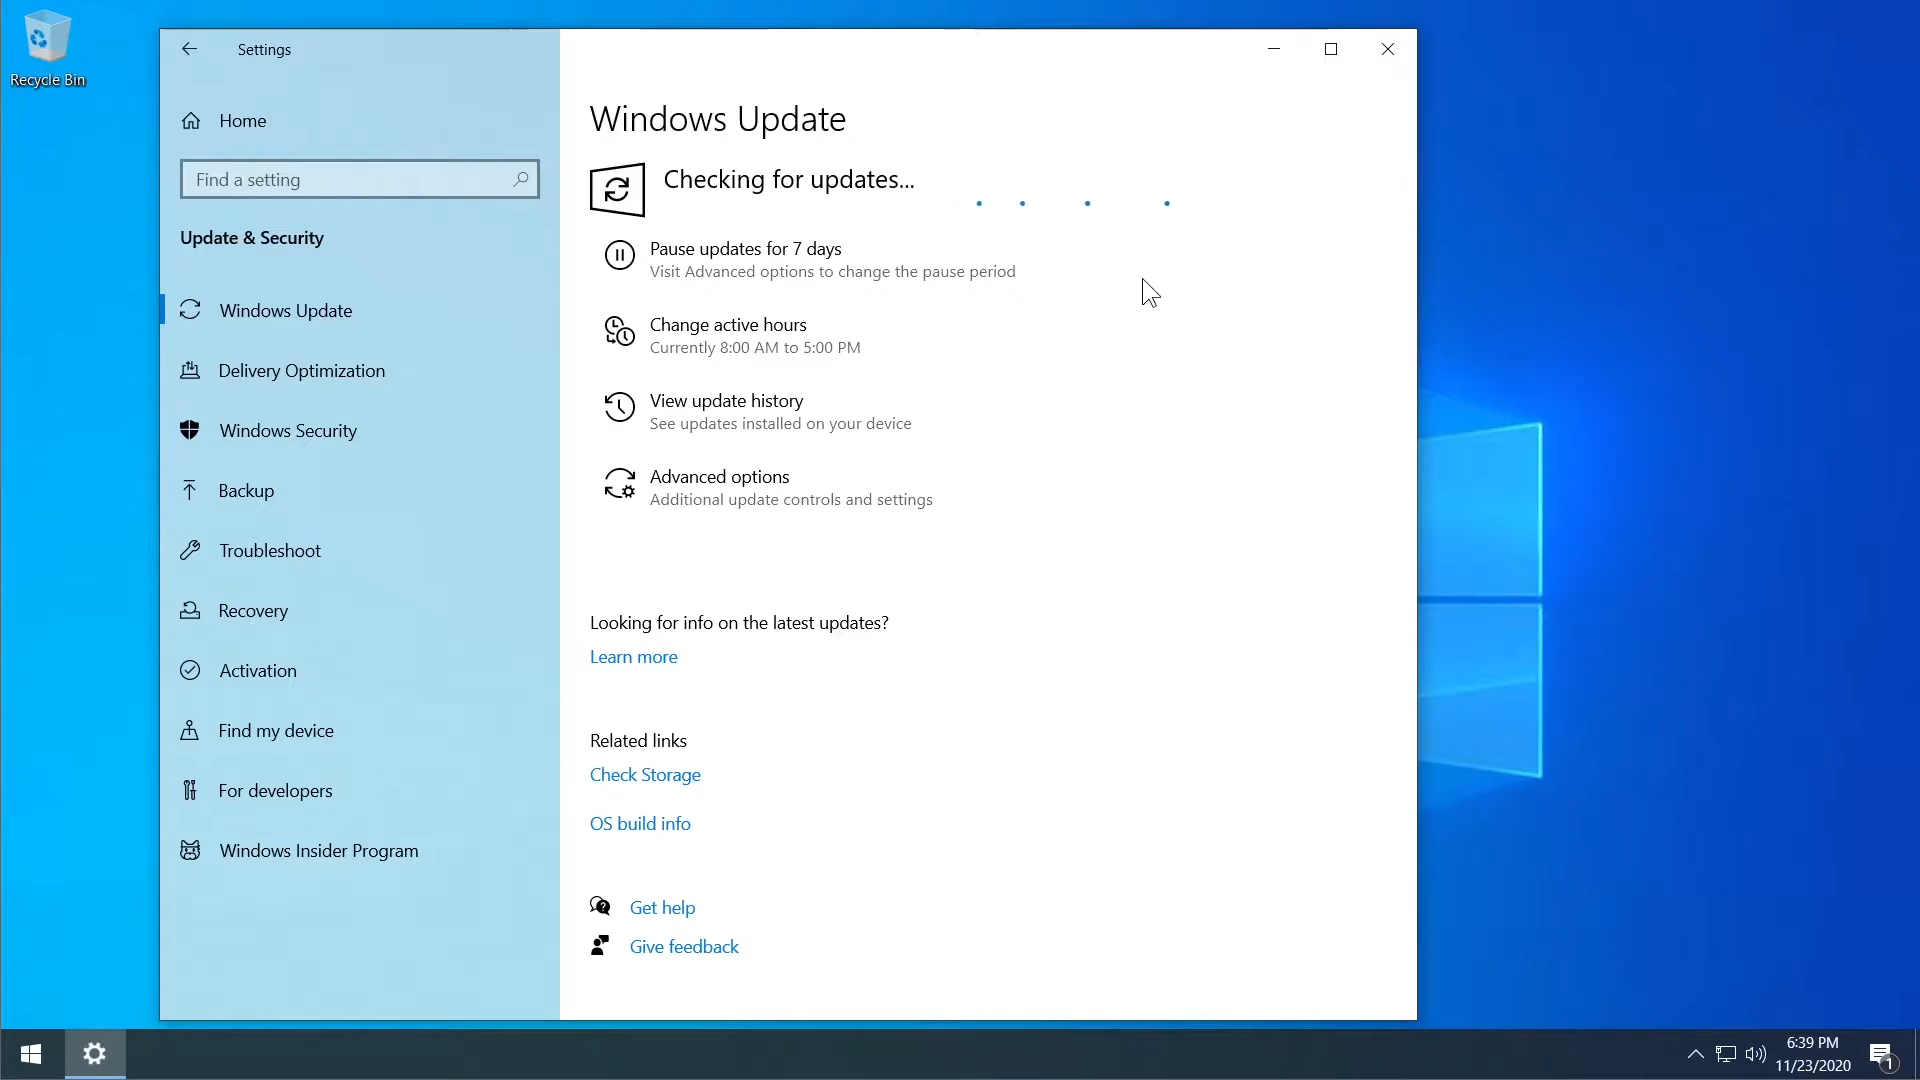 Recycle Bin
Settings
Home
Find a setting
Update & Security
Windows Update
Delivery Optimization
Windows Security
Backup
Troubleshoot
Recovery
Activation
Find my device
For developers
Windows Insider Program
Windows Update
Checking for updates...
Pause updates for 7 days
Visit Advanced options to change the pause period
Change active hours
Currently 8:00 AM to 5:00 PM
View update history
See updates installed on your device
Advanced options
Additional update controls and settings
Looking for info on the latest updates?
Learn more
Related links
Check Storage
OS build info
Get help
Give feedback
6:39 PM
11/23/2020
1